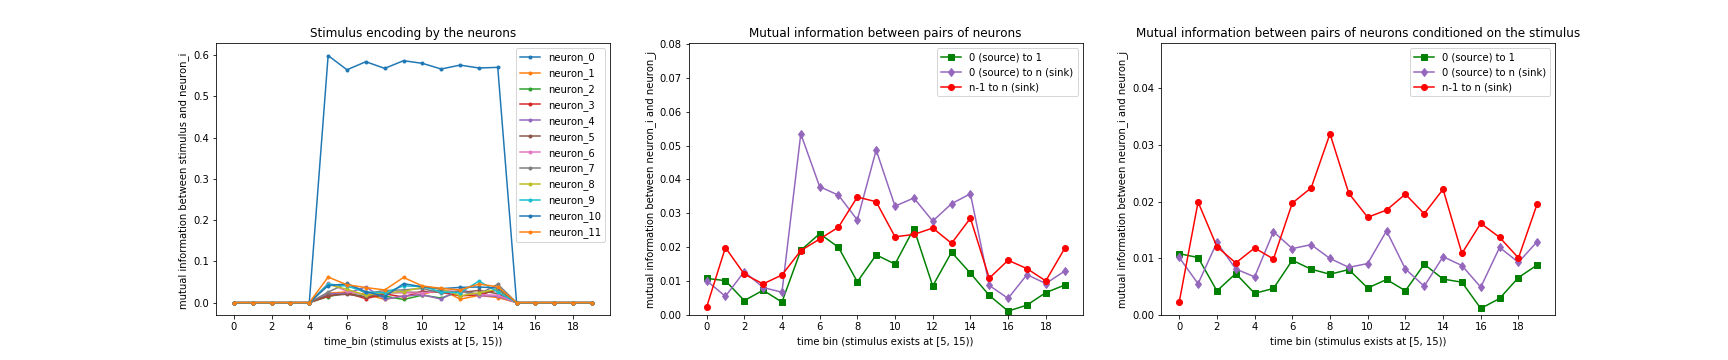 Stimulus encoding by the neurons
mutual information between stimulus and neuron_i
0.6
0.5
0.4
0.3
0.2
0.1
0.0
0 2 4 6 8 10 12 14 16 18
time_bin (stimulus exists at [5, 15))
neuron_0
neuron_1
neuron_2
neuron_3
neuron_4
neuron_5
neuron_6
neuron_7
neuron_8
neuron_9
neuron_10
neuron_11
Mutual information between pairs of neurons
mutual information between neuron_i and neuron_j
0.08
0.07
0.06
0.05
0.04
0.03
0.02
0.01
0.00
0 2 4 6 8 10 12 14 16 18
time bin (stimulus exists at [5, 15))
0 (source) to 1
0 (source) to n (sink)
n-1 to n (sink)
Mutual information between pairs of neurons conditioned on the stimulus
mutual information between neuron_i and neuron_j
0.04
0.03
0.02
0.01
0.00
0 2 4 6 8 10 12 14 16 18
time bin (stimulus exists at [5, 15))
0 (source) to 1
0 (source) to n (sink)
n-1 to n (sink)